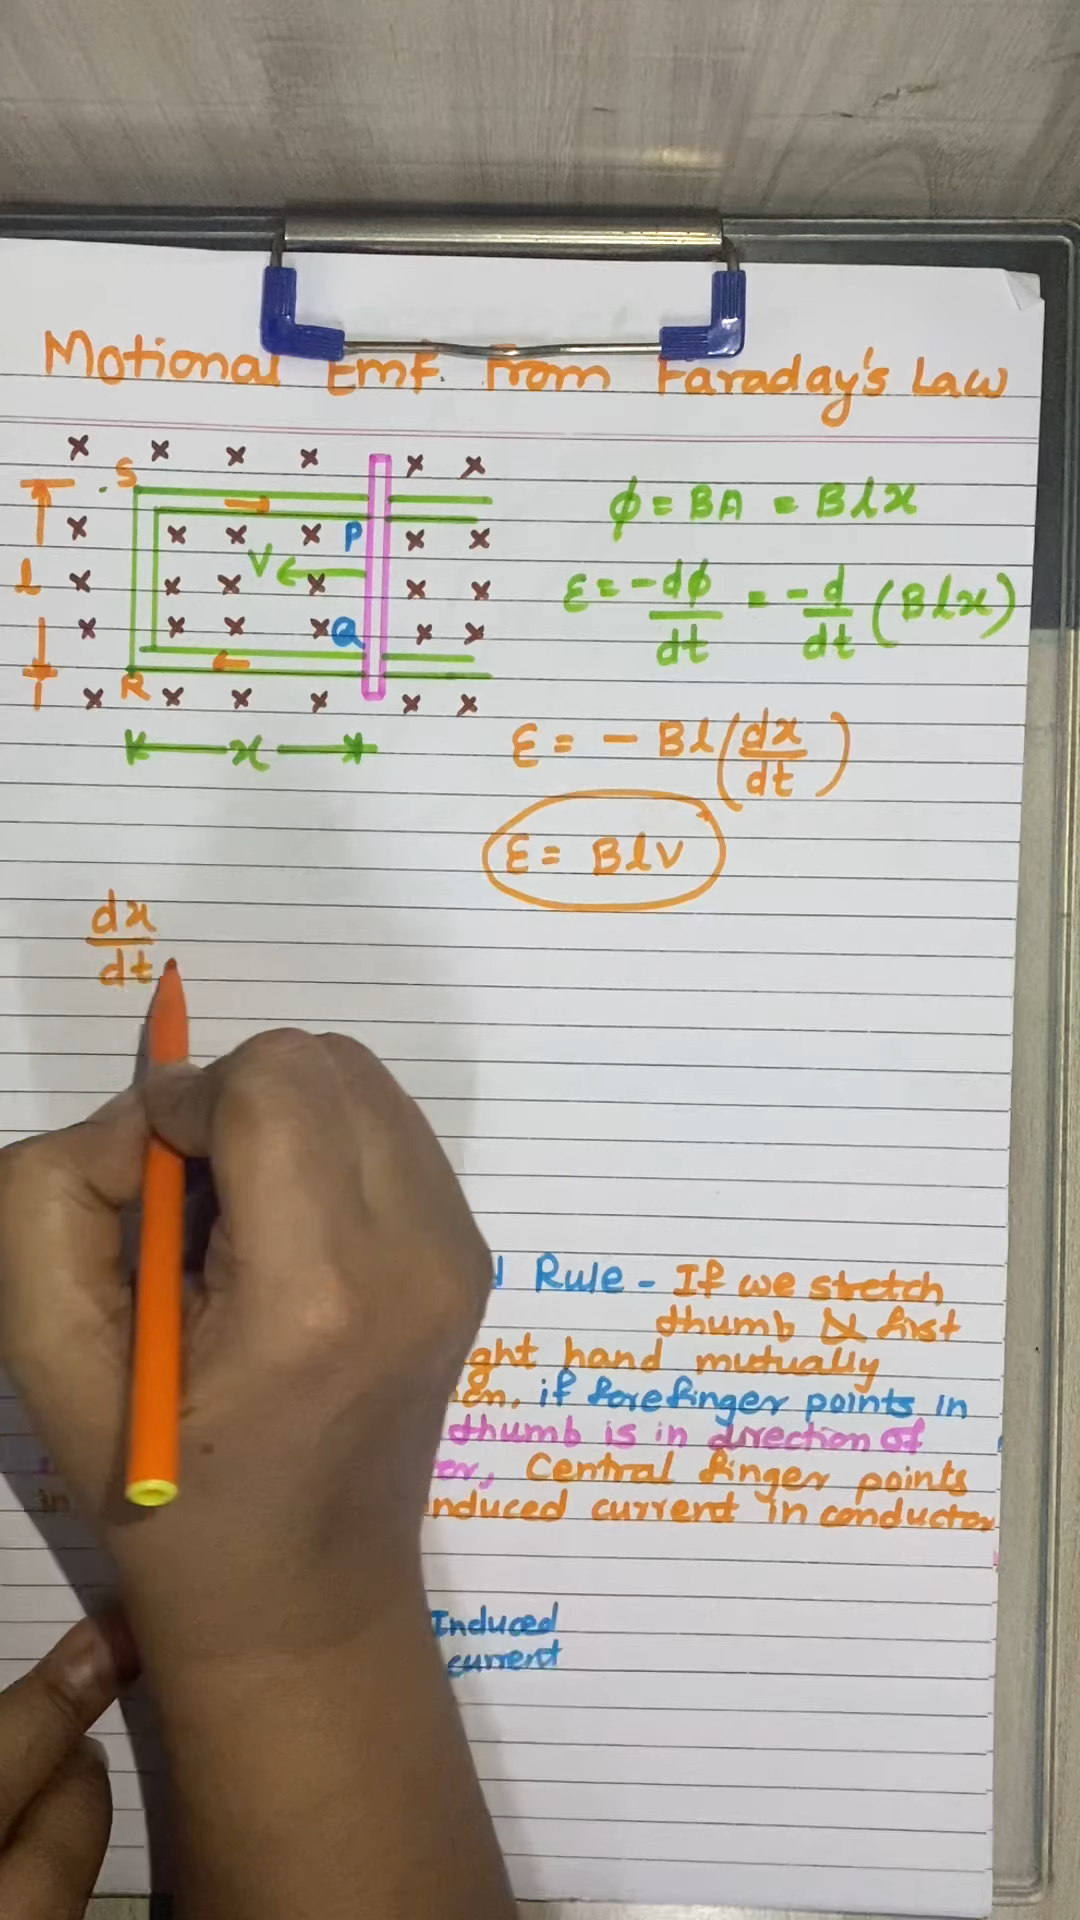 Motional Emf. From Faraday's Law
S
P
V
l
Q
R
x
φ = BA = Blx
ε = -dφ/dt = -d/dt (Blx)
ε = - Bl (dx/dt)
ε = Blv
dx/dt
Rule - If we stretch
thumb & first
hand mutually
if forefinger points in
thumb is in direction of
Central finger points
in
induced current in conductor
Induced
current